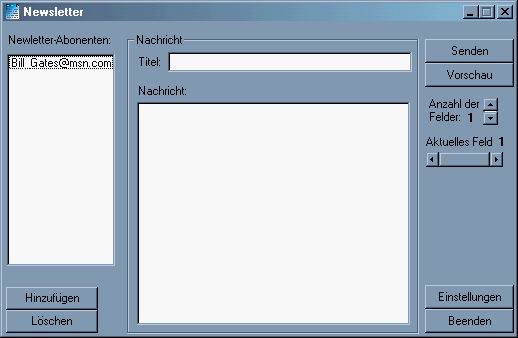 Newsletter
Newletter-Abonenten:
Bill_Gates@msn.com
Hinzufügen
Löschen
Nachricht
Titel:
Nachricht:
Senden
Vorschau
Anzahl der
Felder: 1
Aktuelles Feld 1
Einstellungen
Beenden